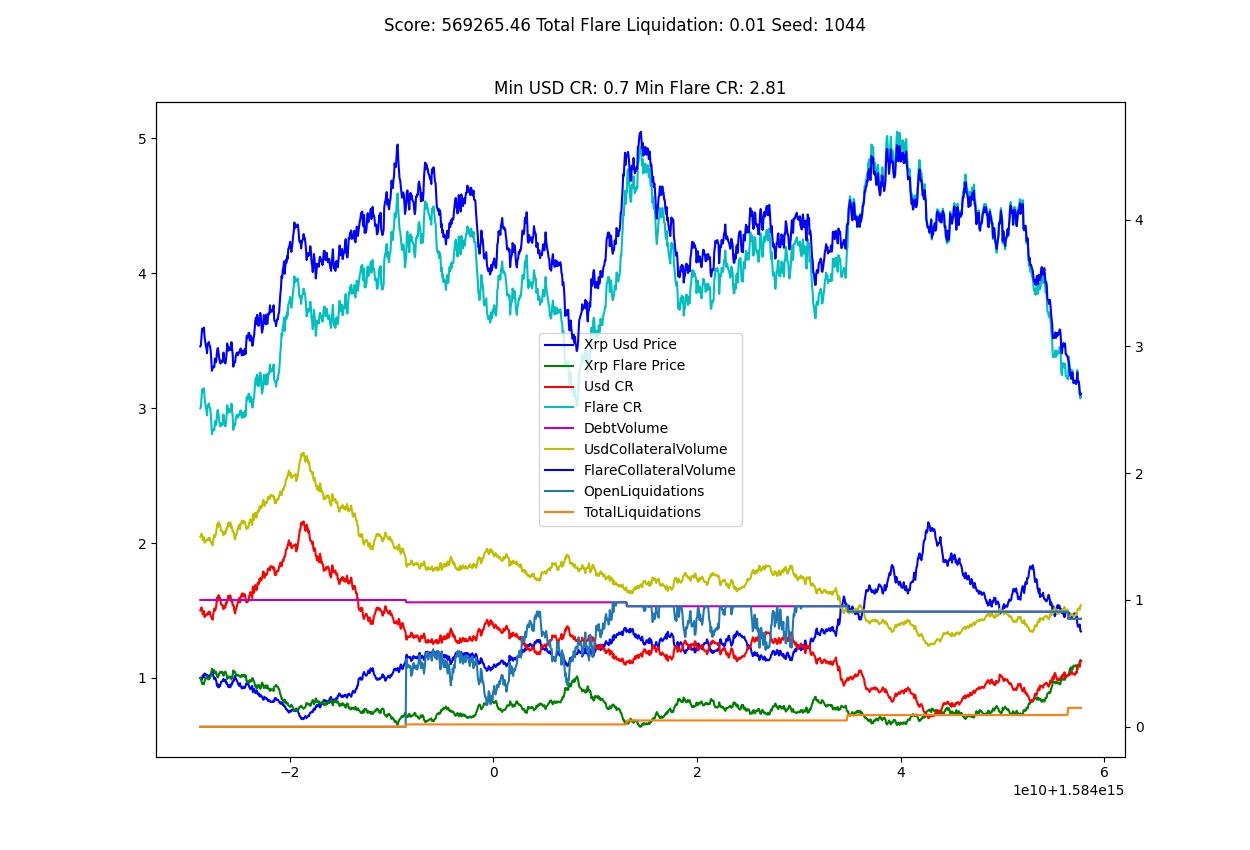 Score: 569265.46 Total Flare Liquidation: 0.01 Seed: 1044
Min USD CR: 0.7 Min Flare CR: 2.81
5
4
3
2
1
4
3
2
1
0
Xrp Usd Price
Xrp Flare Price
Usd CR
Flare CR
DebtVolume
UsdCollateralVolume
FlareCollateralVolume
OpenLiquidations
TotalLiquidations
−2 0 2 4 6
1e10+1.584e15